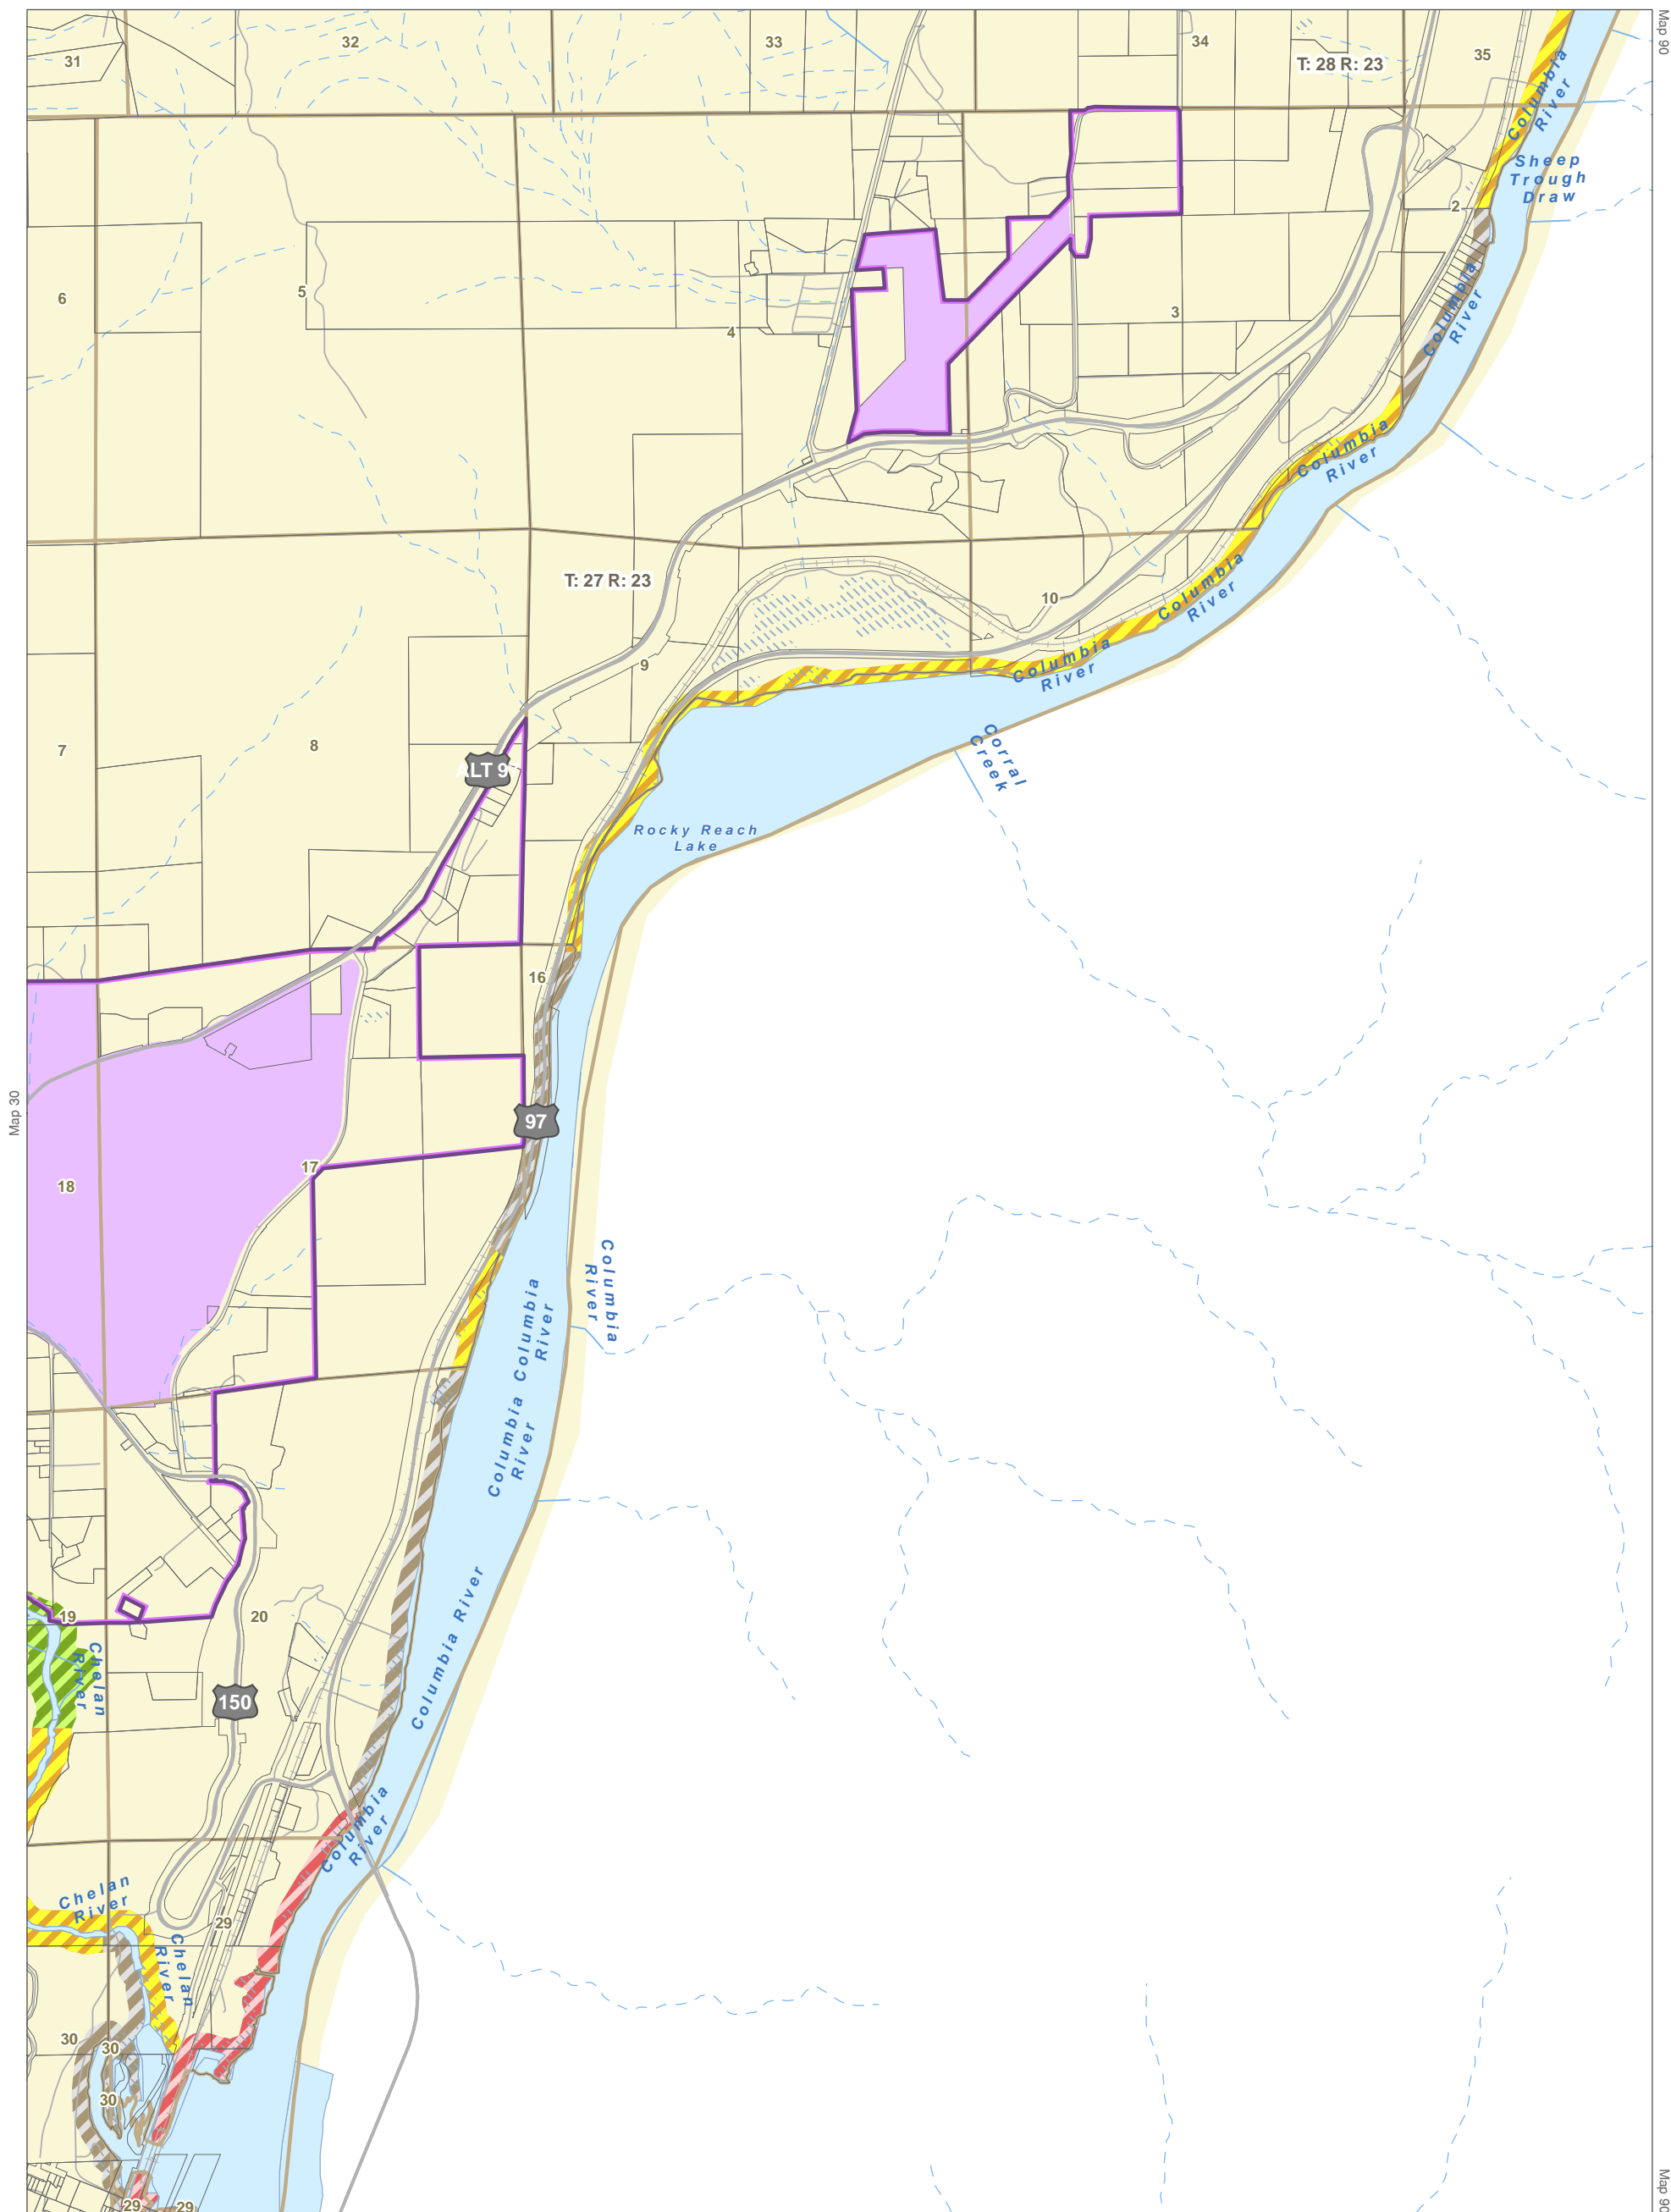 Map 90
31
32
33
34
T: 28 R: 23
35
Columbia
River
Sheep
Trough
Draw
2
6
5
4
3
Columbia
River
Columbia
River
T: 27 R: 23
10
Columbia
River
9
Columbia
River
7
8
ALT 9
Corral
Creek
Rocky Reach
Lake
16
Map 30
97
17
18
Columbia
River
Columbia
River
Columbia
River
19
20
Columbia River
Chelan
River
150
Columbia
River
Chelan
River
29
Chelan
River
30
30
30
29
29
Map 90